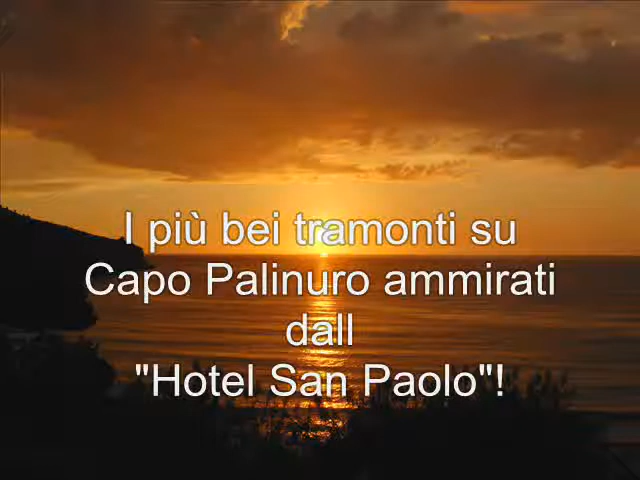 I più bei tramonti su
Capo Palinuro ammirati
dall
"Hotel San Paolo"!